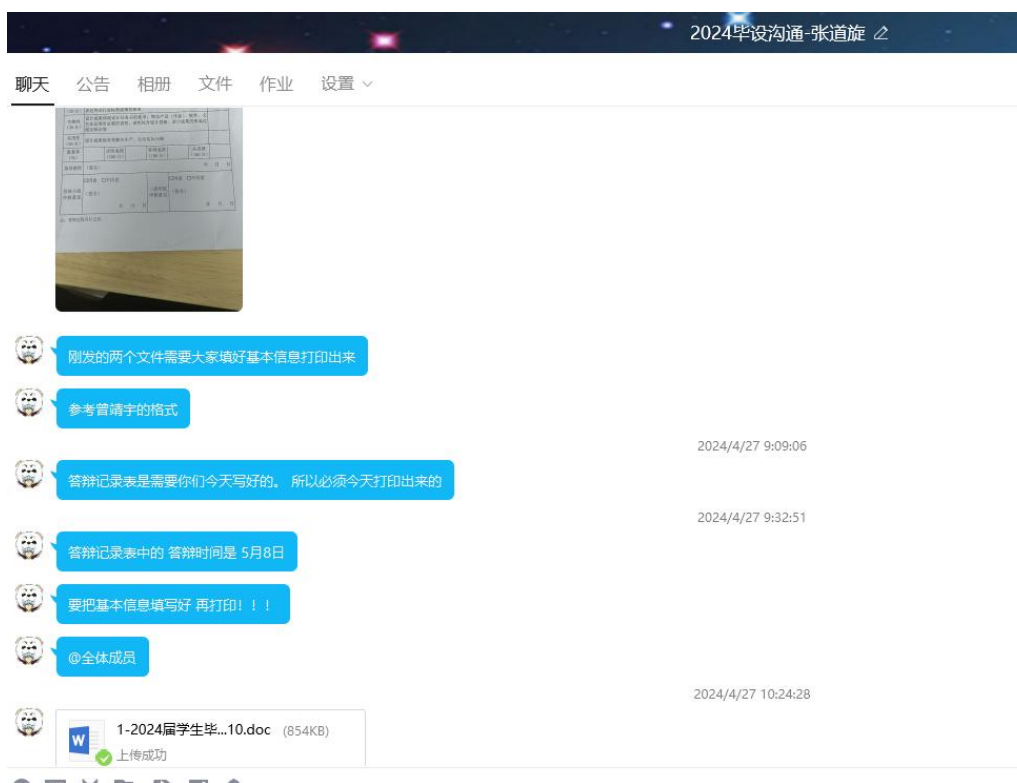 2024毕设沟通-张道旋
聊天 公告 相册 文件 作业 设置
刚发的两个文件需要大家填好基本信息打印出来
参考曾靖宇的格式
2024/4/27 9:09:06
答辩记录表是需要你们今天写好的。 所以必须今天打印出来的
2024/4/27 9:32:51
答辩记录表中的 答辩时间是 5月8日
要把基本信息填写好 再打印！！！
@全体成员
2024/4/27 10:24:28
1-2024届学生毕...10.doc (854KB)
上传成功